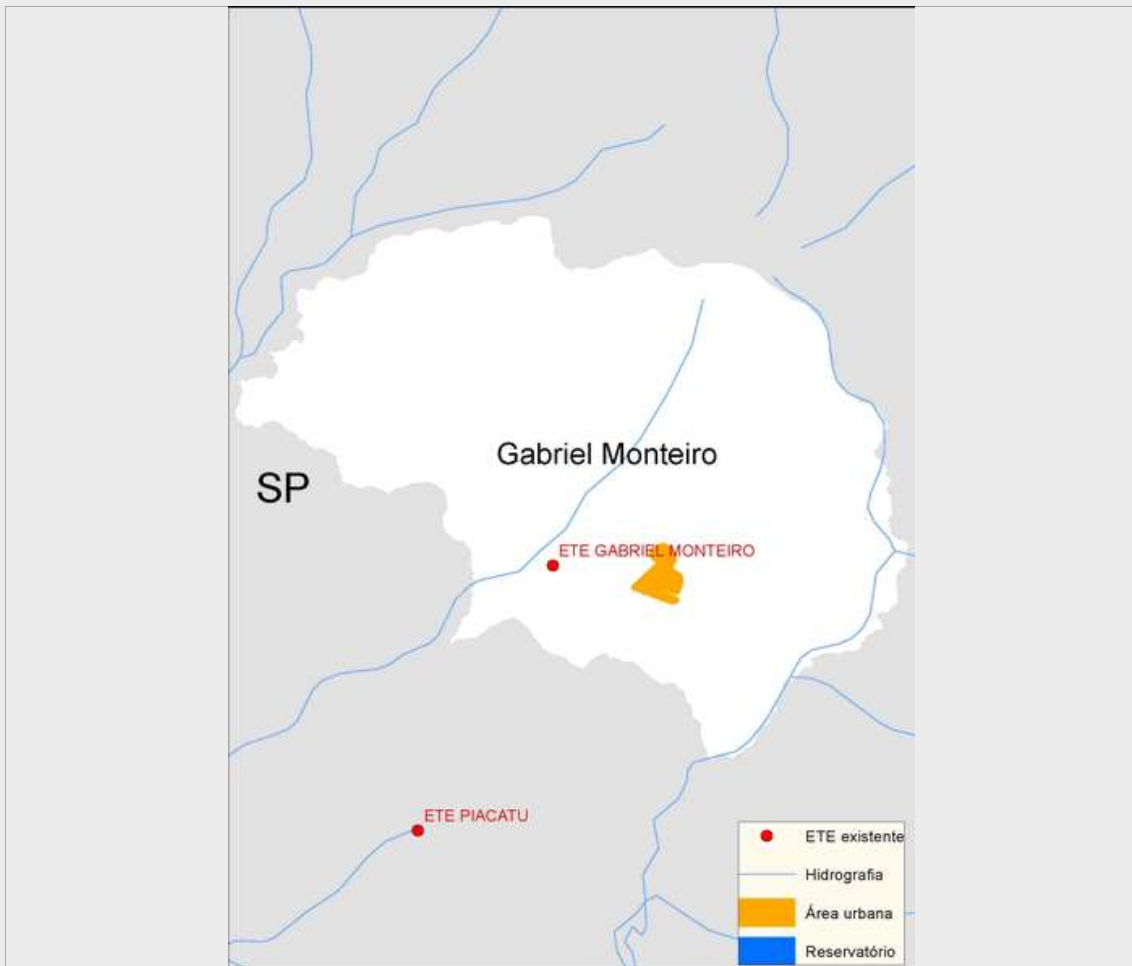 Gabriel Monteiro
SP
ETE GABRIEL MONTEIRO
ETE PIACATU
ETE existente
Hidrografia
Área urbana
Reservatório